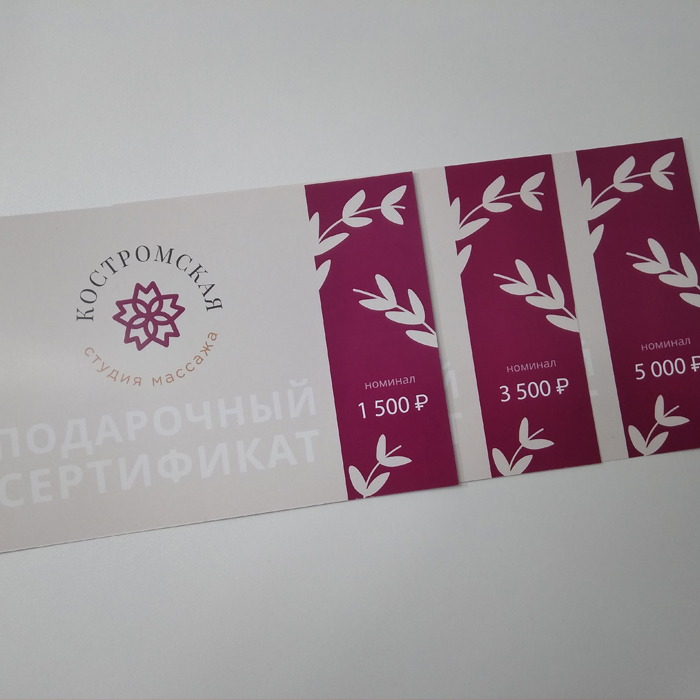 КОСТРОМСКАЯ
студия массажа
ПОДАРОЧНЫЙ
СЕРТИФИКАТ
номинал
1 500 ₽
номинал
3 500 ₽
номинал
5 000 ₽